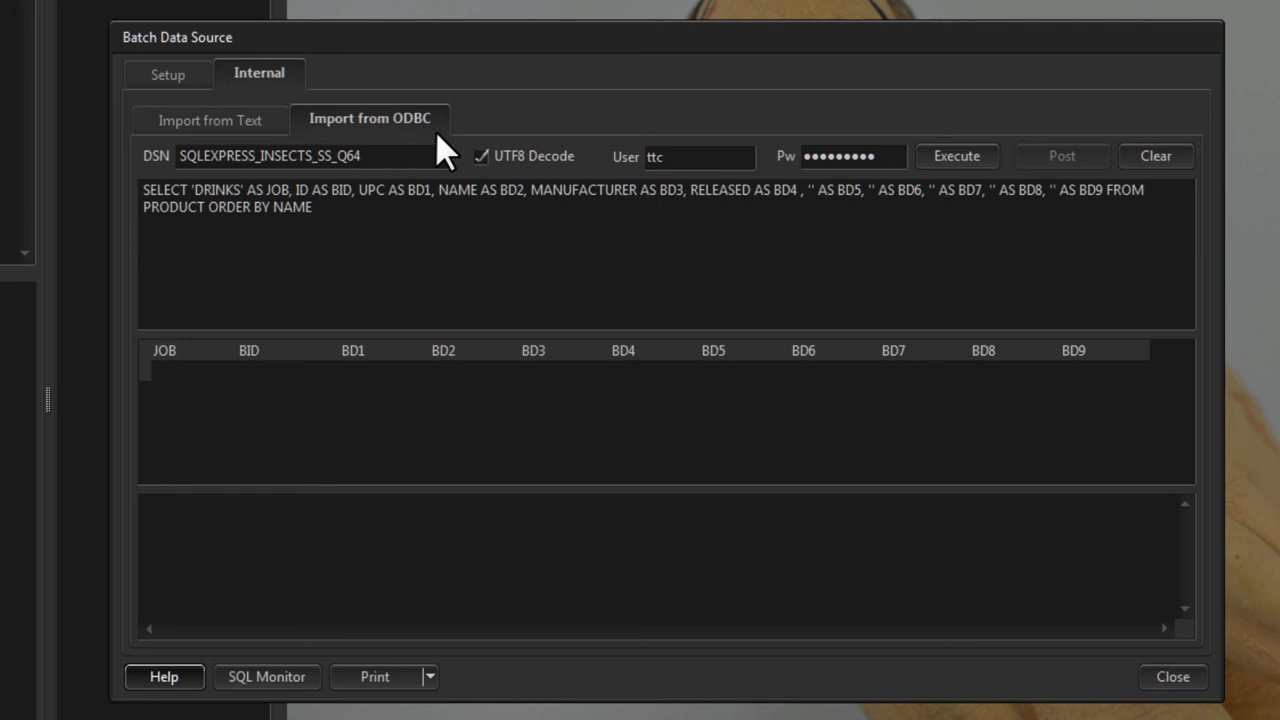 Batch Data Source
Setup
Internal
Import from Text
Import from ODBC
DSN SQLEXPRESS_INSECTS_SS_Q64 UTF8 Decode User ttc Pw ●●●●●●●●● Execute Post Clear
SELECT 'DRINKS' AS JOB, ID AS BID, UPC AS BD1, NAME AS BD2, MANUFACTURER AS BD3, RELEASED AS BD4 , '' AS BD5, '' AS BD6, '' AS BD7, '' AS BD8, '' AS BD9 FROM
PRODUCT ORDER BY NAME
JOB BID BD1 BD2 BD3 BD4 BD5 BD6 BD7 BD8 BD9
Help SQL Monitor Print Close